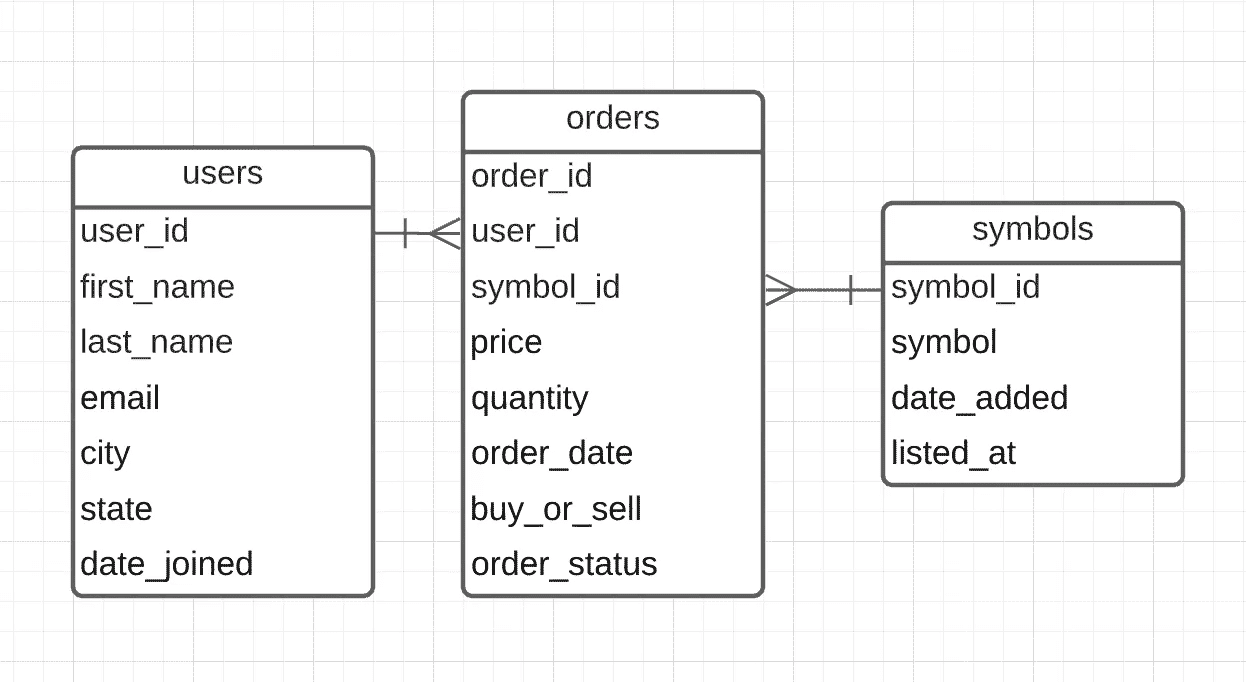 users
user_id
first_name
last_name
email
city
state
date_joined
orders
order_id
user_id
symbol_id
price
quantity
order_date
buy_or_sell
order_status
symbols
symbol_id
symbol
date_added
listed_at